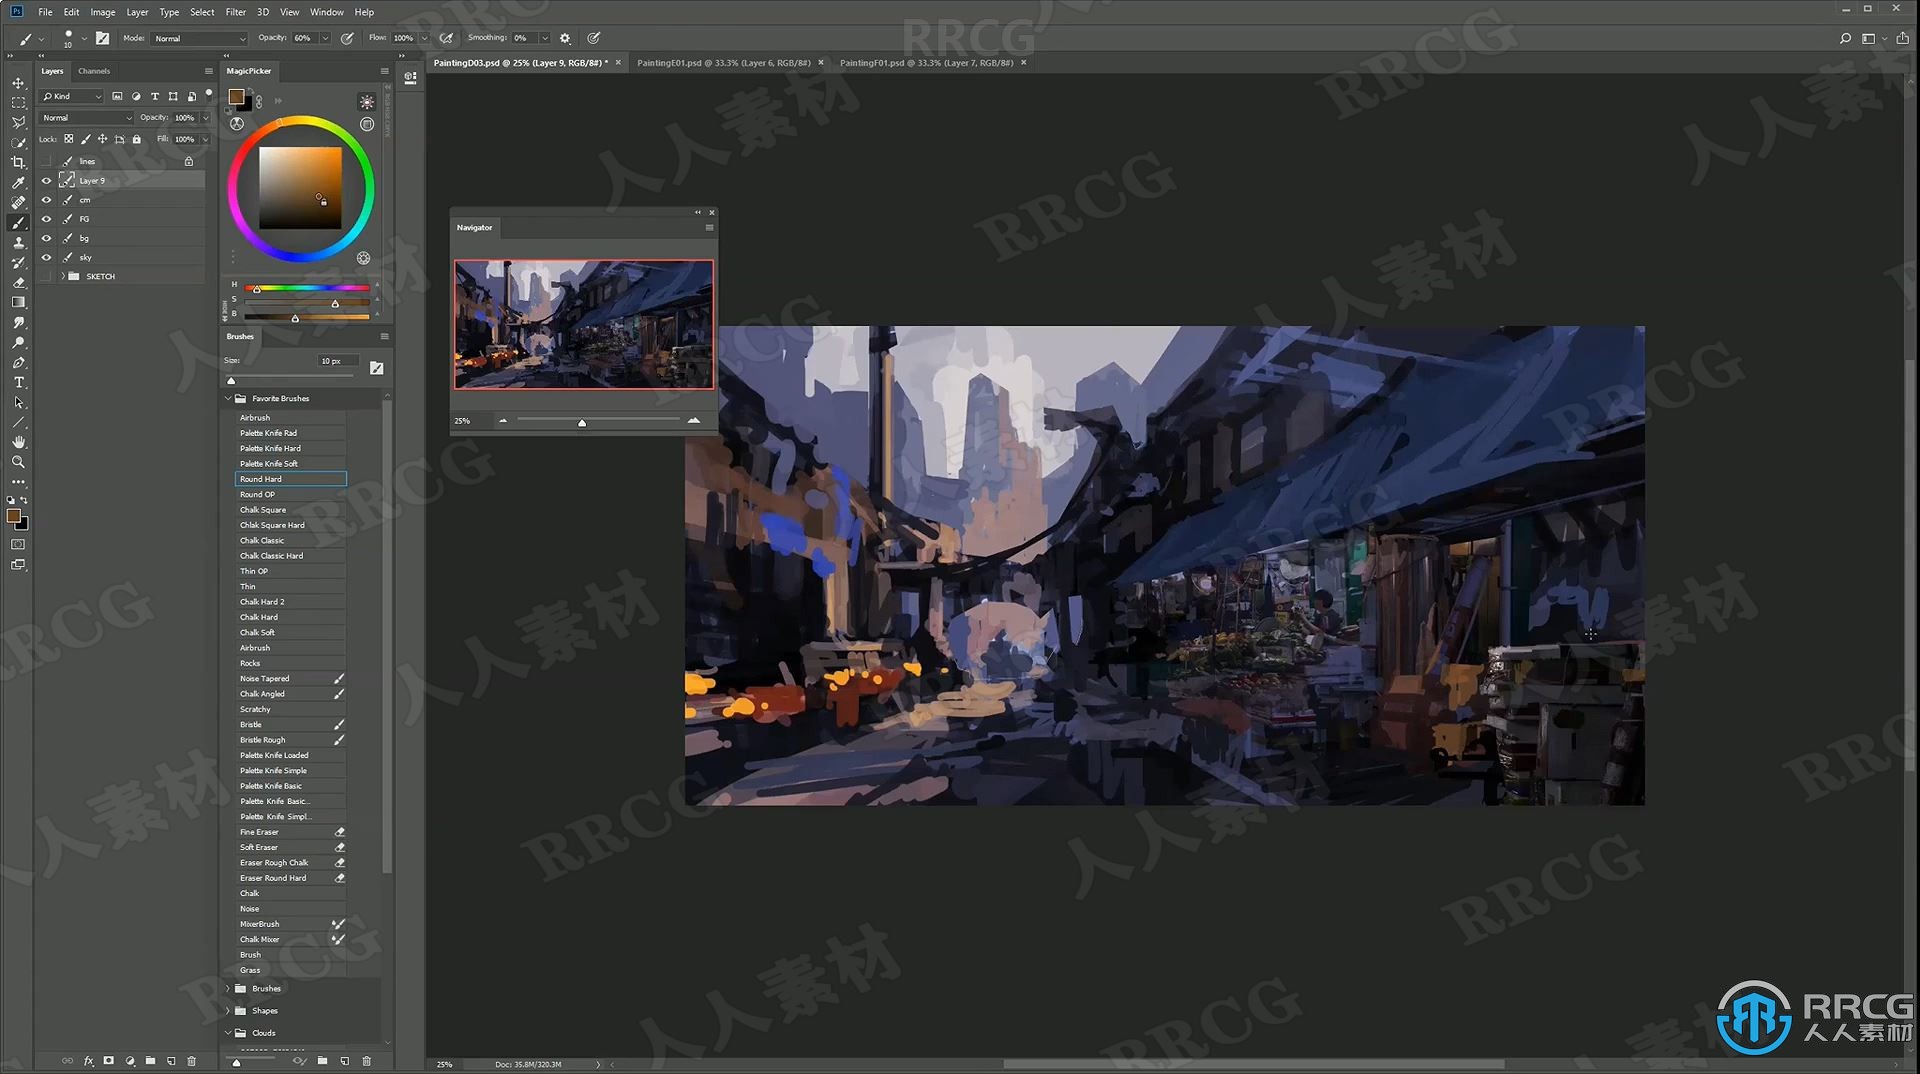 Ps File Edit Image Layer Type Select Filter 3D View Window Help
10 Mode: Normal Opacity: 60% Flow: 100% Smoothing: 0%
RRCG
Layers Channels
MagicPicker
PaintingD03.psd @ 25% (Layer 9, RGB/8#) * PaintingE01.psd @ 33.3% (Layer 6, RGB/8#) PaintingF01.psd @ 33.3% (Layer 7, RGB/8#)
Kind
Normal Opacity: 100%
Lock: Fill: 100%
lines
Layer 9
cm
FG
bg
sky
SKETCH
H
S
B
Navigator
25%
Brushes
Size: 10 px
Favorite Brushes
Airbrush
Palette Knife Rad
Palette Knife Hard
Palette Knife Soft
Round Hard
Round OP
Chalk Square
Chlak Square Hard
Chalk Classic
Chalk Classic Hard
Thin OP
Thin
Chalk Hard 2
Chalk Hard
Chalk Soft
Airbrush
Rocks
Noise Tapered
Chalk Angled
Scratchy
Bristle
Bristle Rough
Palette Knife Loaded
Palette Knife Simple
Palette Knife Basic
Palette Knife Basic...
Palette Knife Simpl...
Fine Eraser
Soft Eraser
Eraser Rough Chalk
Eraser Round Hard
Chalk
Noise
MixerBrush
Chalk Mixer
Brush
Grass
Brushes
Shapes
Clouds
25% Doc: 35.8M/320.3M
RRCG
人人素材